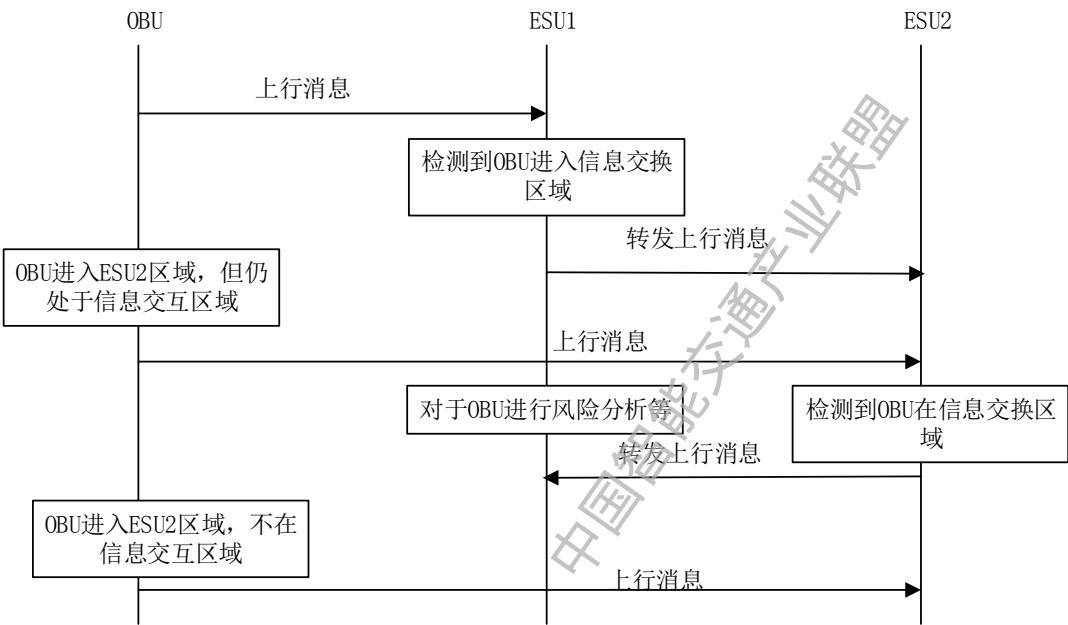 OBU
ESU1
ESU2
上行消息
检测到OBU进入信息交换
区域
转发上行消息
OBU进入ESU2区域，但仍
处于信息交互区域
上行消息
对于OBU进行风险分析等
检测到OBU在信息交换区
域
转发上行消息
OBU进入ESU2区域，不在
信息交互区域
上行消息
中国智能交通产业联盟